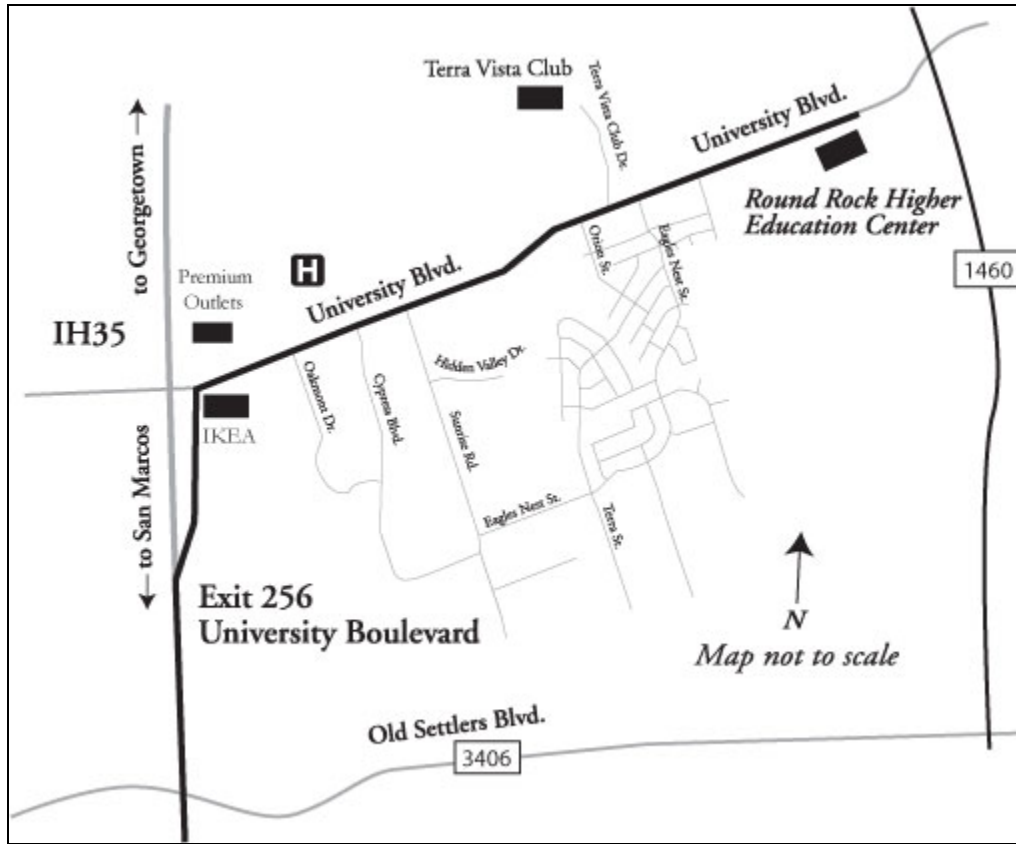 Terra Vista Club
Terra Vista Club Dr.
University Blvd.
to Georgetown
Round Rock Higher
Education Center
Orion St.
Eagles Nest St.
H
University Blvd.
1460
Premium
Outlets
IH35
Hidden Valley Dr.
Oakmont Dr.
Cypress Blvd.
Sunrise Rd.
IKEA
to San Marcos
Eagles Nest St.
Terra St.
Exit 256
University Boulevard
N
Map not to scale
Old Settlers Blvd.
3406